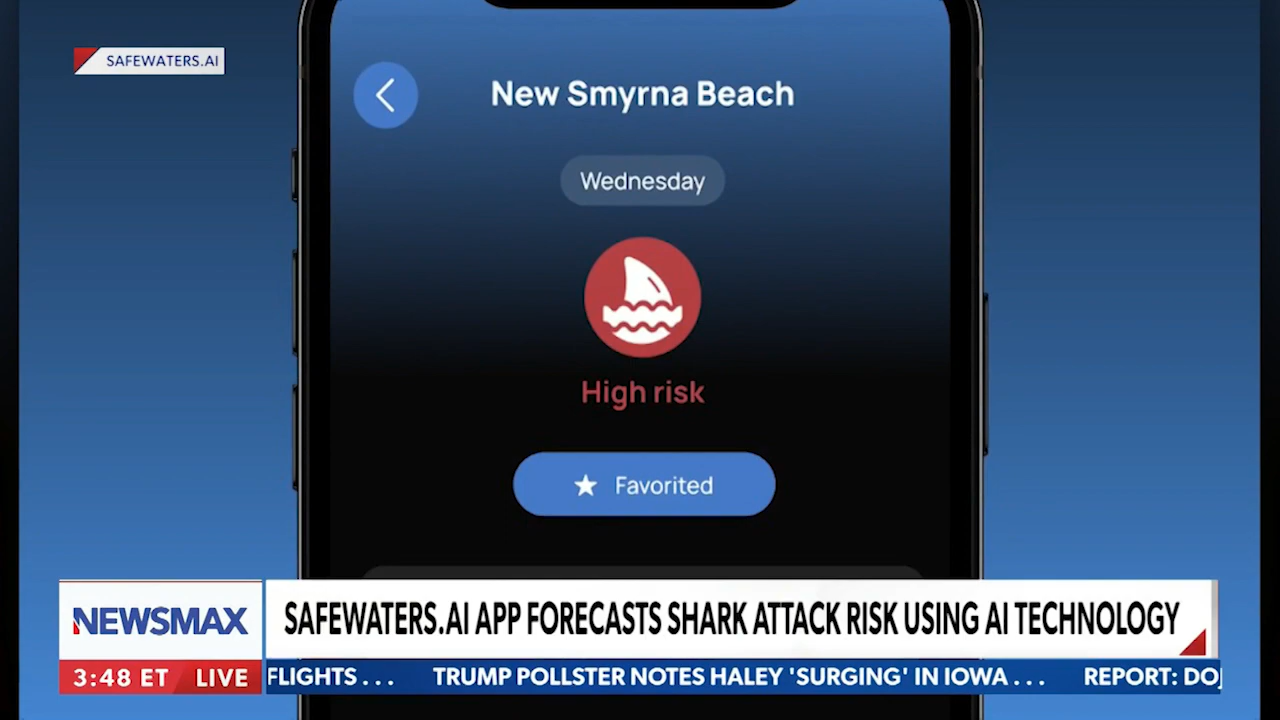 SAFEWATERS.AI
New Smyrna Beach
Wednesday
High risk
Favorited
NEWSMAX
SAFEWATERS.AI APP FORECASTS SHARK ATTACK RISK USING AI TECHNOLOGY
3:48 ET LIVE
FLIGHTS . . . TRUMP POLLSTER NOTES HALEY 'SURGING' IN IOWA . . . REPORT: DOJ